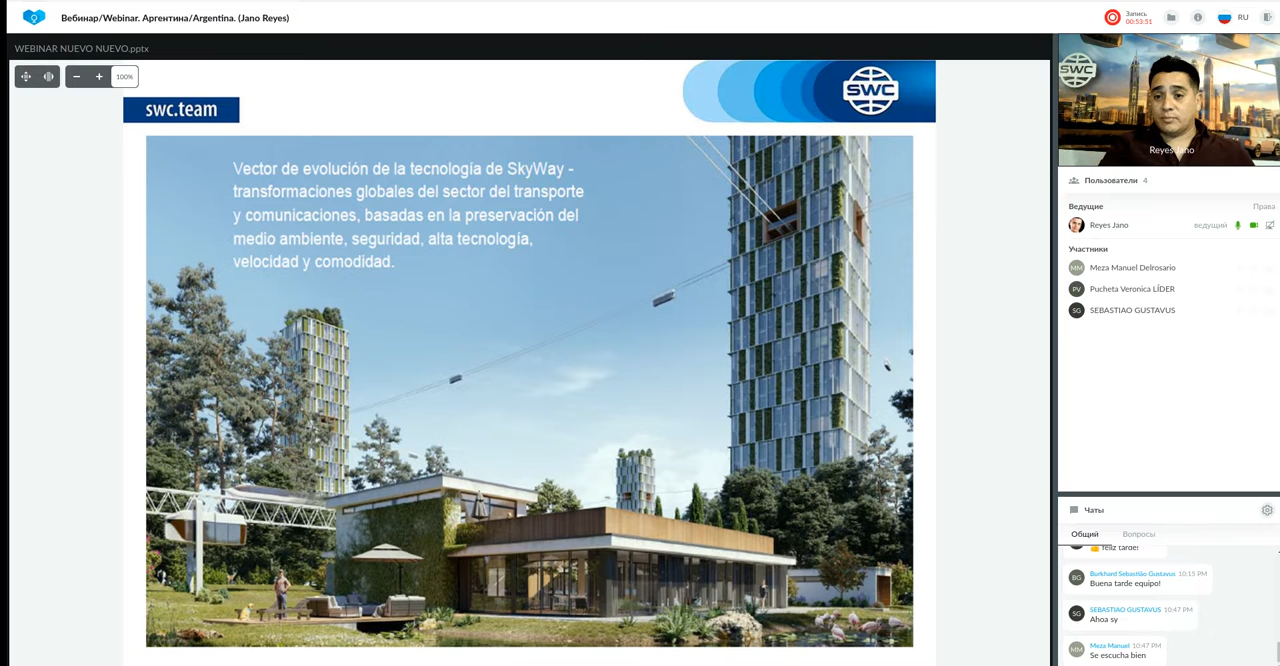 Вебинар/Webinar. Аргентина/Argentina. (Jano Reyes)
Запись
00:53:51
RU
WEBINAR NUEVO NUEVO.pptx
100%
swc.team
SWC
Vector de evolución de la tecnología de SkyWay -
transformaciones globales del sector del transporte
y comunicaciones, basadas en la preservación del
medio ambiente, seguridad, alta tecnología,
velocidad y comodidad.
SWC
Reyes Jano
Пользователи 4
Ведущие Права
Reyes Jano ведущий
Участники
MM Meza Manuel Delrosario
PV Pucheta Veronica LÍDER
SG SEBASTIAO GUSTAVUS
Чаты
Общий Вопросы
feliz tarde!
BG Burkhard Sebastião Gustavus 10:15 PM
Buena tarde equipo!
SG SEBASTIAO GUSTAVUS 10:47 PM
Ahoa sy
MM Meza Manuel 10:47 PM
Se escucha bien